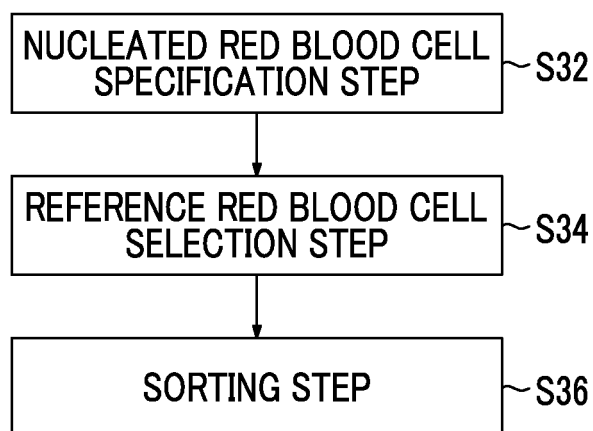 NUCLEATED RED BLOOD CELL
SPECIFICATION STEP
S32
REFERENCE RED BLOOD CELL
SELECTION STEP
S34
SORTING STEP
S36